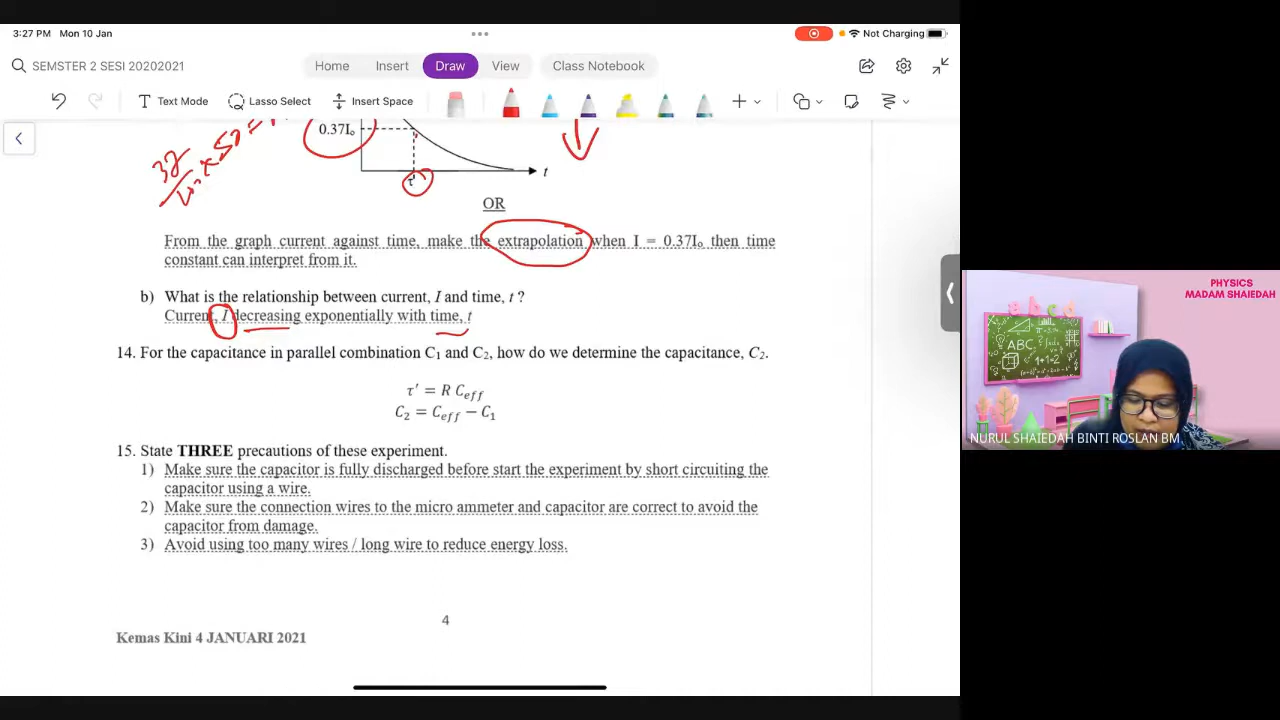 3:27 PM Mon 10 Jan
Not Charging
SEMSTER 2 SESI 20202021
Home Insert Draw View Class Notebook
Text Mode Lasso Select Insert Space
0.37Iₒ
37
t
OR
From the graph current against time, make the extrapolation when I = 0.37Iₒ then time
constant can interpret from it.
b) What is the relationship between current, I and time, t ?
Current, I decreasing exponentially with time, t
14. For the capacitance in parallel combination C₁ and C₂, how do we determine the capacitance, C₂.
τ′ = R Ceff
C₂ = Ceff − C₁
15. State THREE precautions of these experiment.
1) Make sure the capacitor is fully discharged before start the experiment by short circuiting the
capacitor using a wire.
2) Make sure the connection wires to the micro ammeter and capacitor are correct to avoid the
capacitor from damage.
3) Avoid using too many wires / long wire to reduce energy loss.
4
Kemas Kini 4 JANUARI 2021
PHYSICS
MADAM SHAIEDAH
a b c d
ABC
1+1=2
NURUL SHAIEDAH BINTI ROSLAN BM